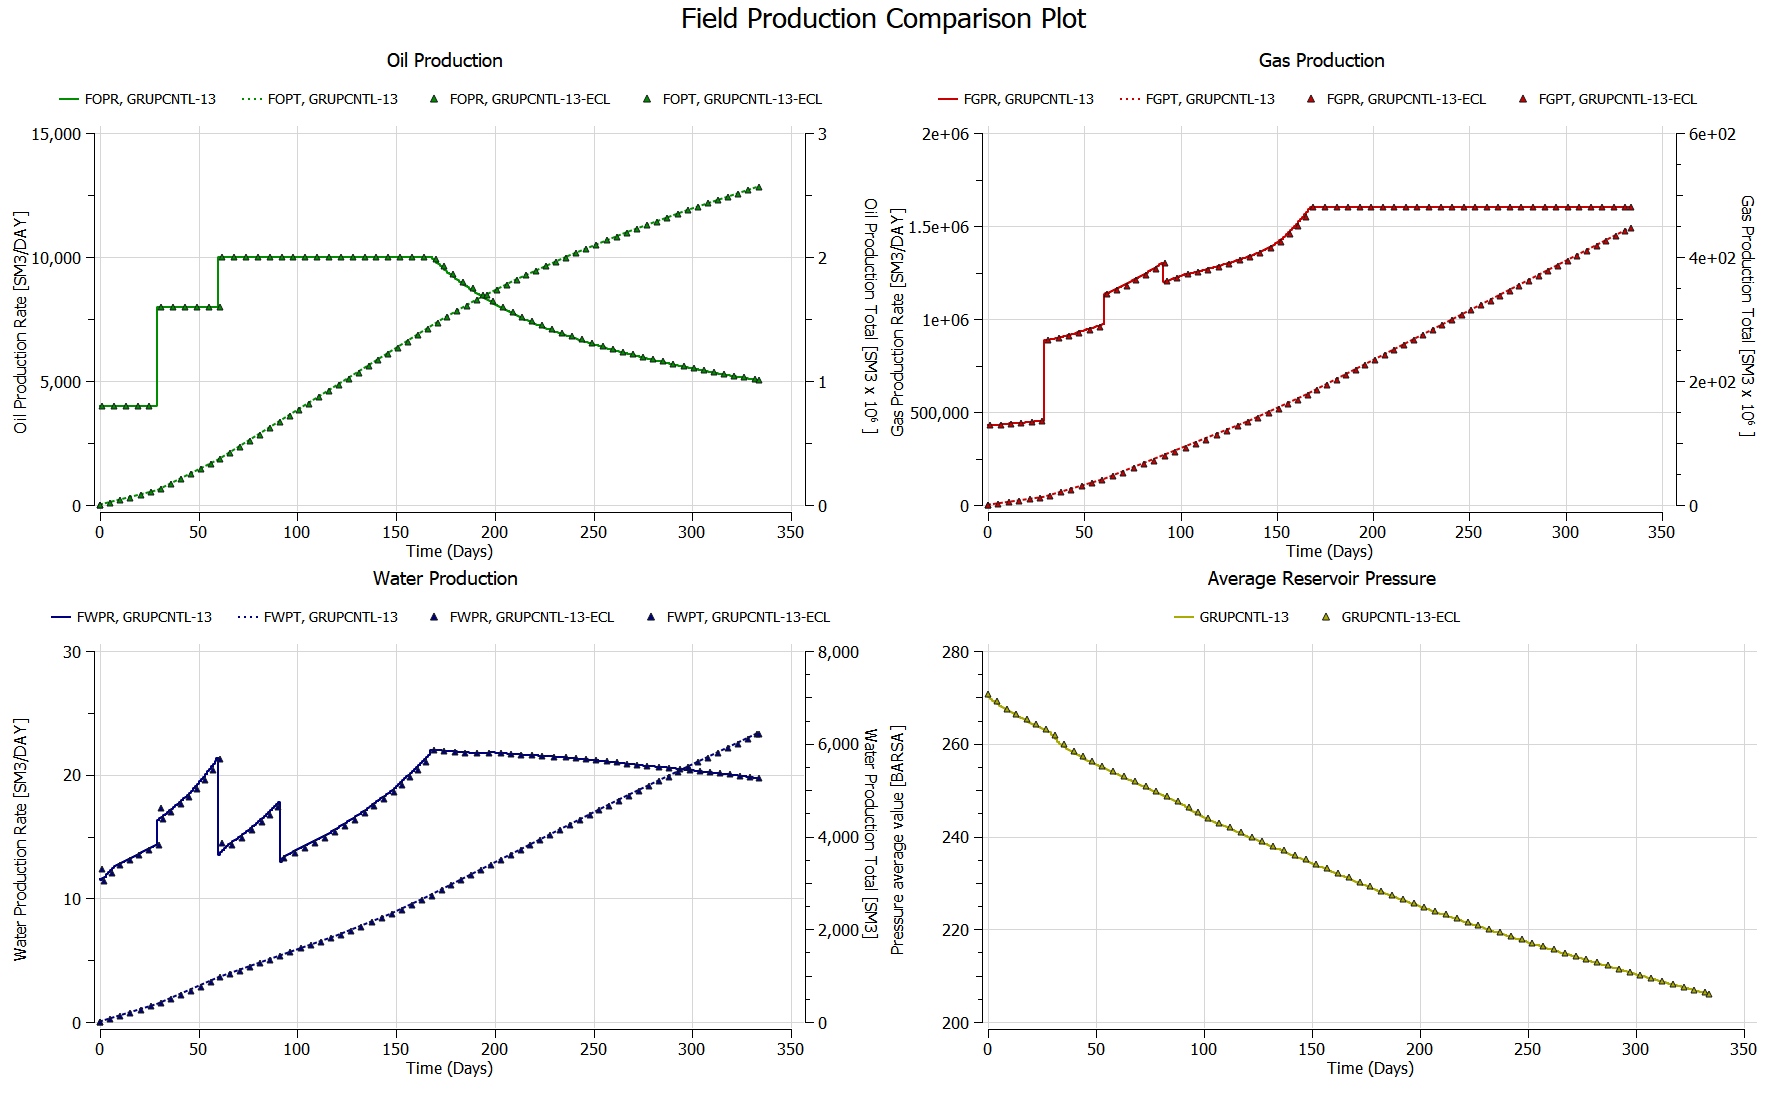 Field Production Comparison Plot
Oil Production
FOPR, GRUPCNTL-13 FOPT, GRUPCNTL-13 FOPR, GRUPCNTL-13-ECL FOPT, GRUPCNTL-13-ECL
15,000
10,000
5,000
0
Oil Production Rate [SM3/DAY]
3
2
1
0
Oil Production Total [SM3 x 10⁶ ]
0 50 100 150 200 250 300 350
Time (Days)
Gas Production
FGPR, GRUPCNTL-13 FGPT, GRUPCNTL-13 FGPR, GRUPCNTL-13-ECL FGPT, GRUPCNTL-13-ECL
2e+06
1.5e+06
1e+06
500,000
0
Gas Production Rate [SM3/DAY]
6e+02
4e+02
2e+02
0
Gas Production Total [SM3 x 10⁶ ]
0 50 100 150 200 250 300 350
Time (Days)
Water Production
FWPR, GRUPCNTL-13 FWPT, GRUPCNTL-13 FWPR, GRUPCNTL-13-ECL FWPT, GRUPCNTL-13-ECL
30
20
10
0
Water Production Rate [SM3/DAY]
8,000
6,000
4,000
2,000
0
Water Production Total [SM3]
0 50 100 150 200 250 300 350
Time (Days)
Average Reservoir Pressure
GRUPCNTL-13 GRUPCNTL-13-ECL
280
260
240
220
200
Pressure average value [BARSA]
0 50 100 150 200 250 300 350
Time (Days)